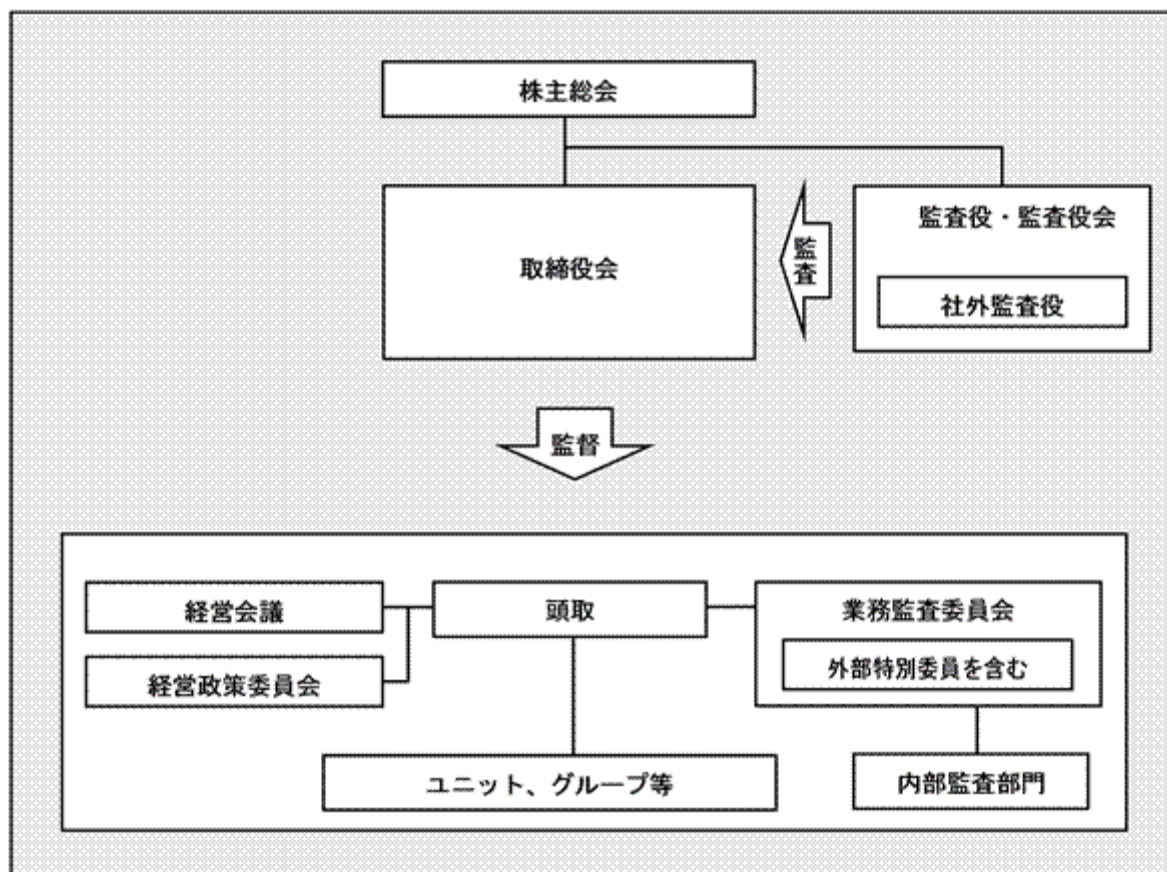 株主総会
取締役会
監査
監査役・監査役会
社外監査役
監督
経営会議
頭取
業務監査委員会
経営政策委員会
外部特別委員を含む
ユニット、グループ等
内部監査部門